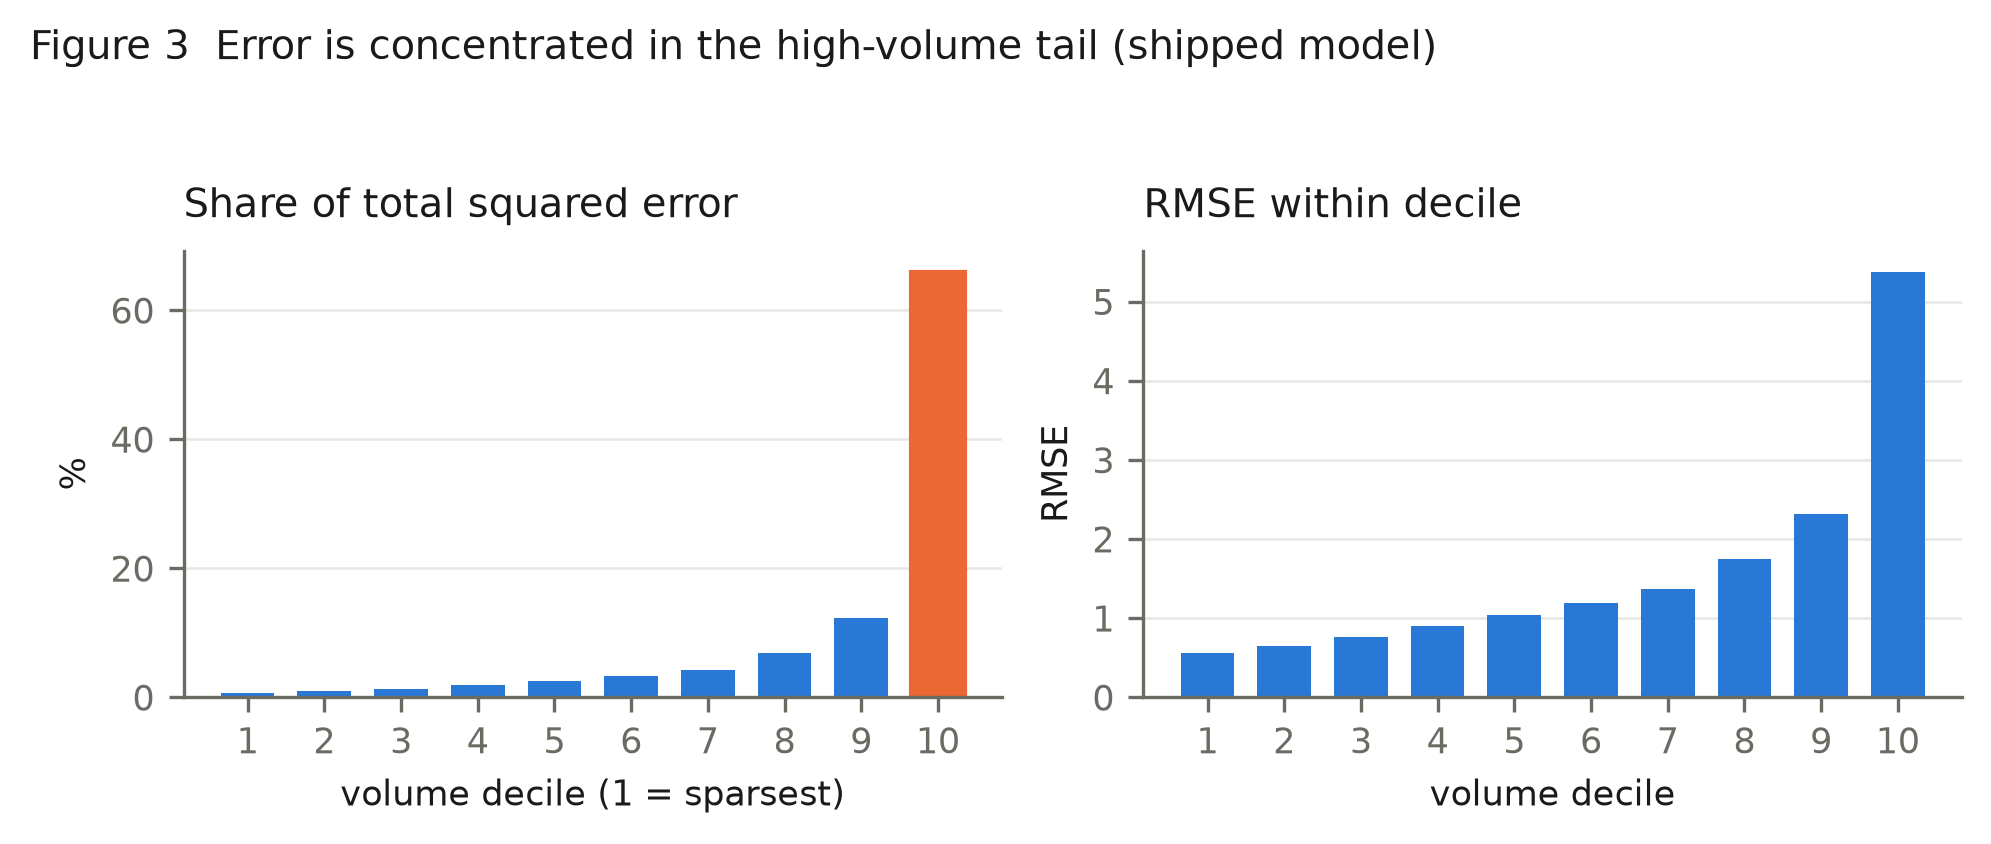 Figure 3  Error is concentrated in the high-volume tail (shipped model)
Share of total squared error
%
60
40
20
0
1 2 3 4 5 6 7 8 9 10
volume decile (1 = sparsest)
RMSE within decile
RMSE
5
4
3
2
1
0
1 2 3 4 5 6 7 8 9 10
volume decile